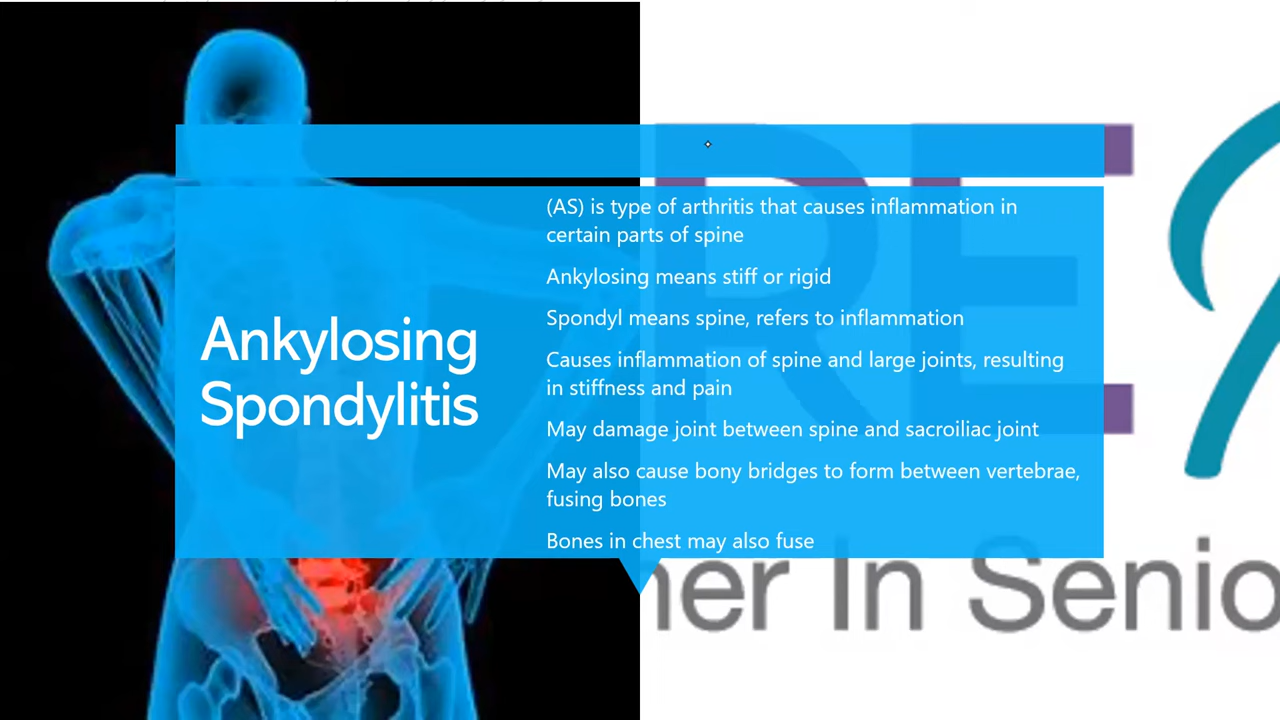 Ankylosing
Spondylitis
(AS) is type of arthritis that causes inflammation in
certain parts of spine
Ankylosing means stiff or rigid
Spondyl means spine, refers to inflammation
Causes inflammation of spine and large joints, resulting
in stiffness and pain
May damage joint between spine and sacroiliac joint
May also cause bony bridges to form between vertebrae,
fusing bones
Bones in chest may also fuse
RE
ner In Senio